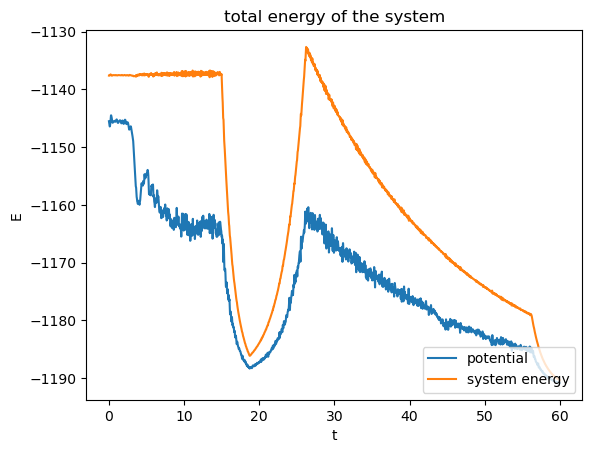 total energy of the system
E
−1130
−1140
−1150
−1160
−1170
−1180
−1190
potential
system energy
0 10 20 30 40 50 60
t